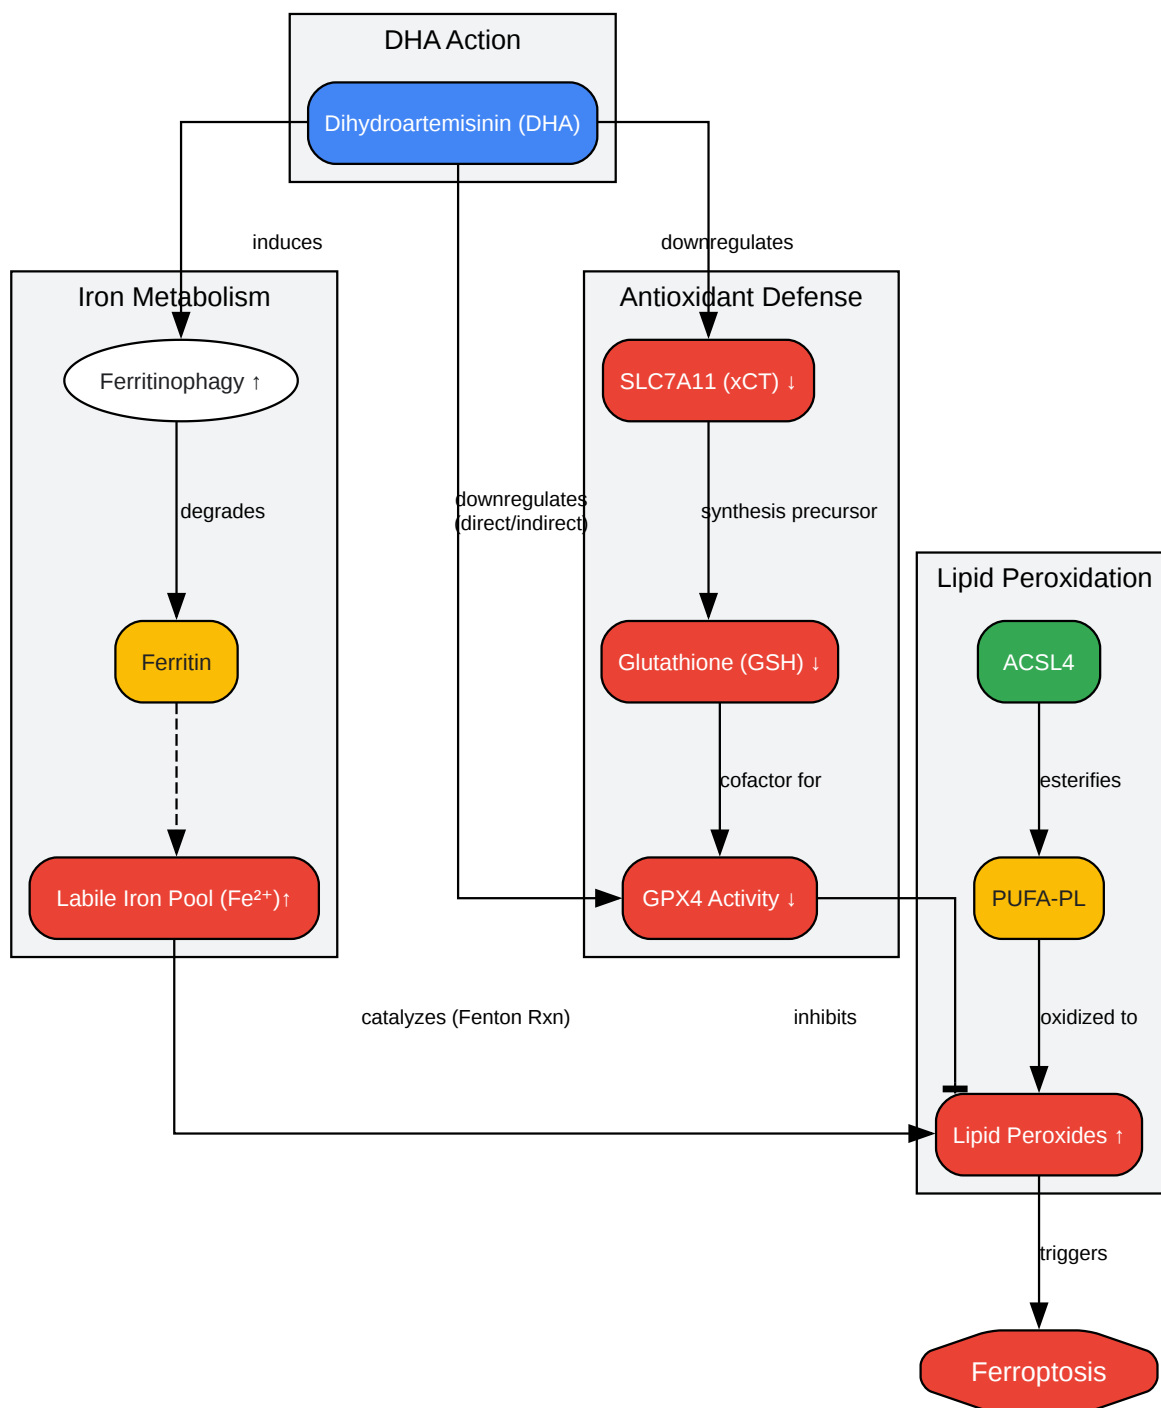 DHA Action
Dihydroartemisinin (DHA)
induces
downregulates
Iron Metabolism
Antioxidant Defense
Ferritinophagy ↑
SLC7A11 (xCT) ↓
degrades
downregulates
(direct/indirect)
synthesis precursor
Lipid Peroxidation
Ferritin
Glutathione (GSH) ↓
ACSL4
cofactor for
esterifies
Labile Iron Pool (Fe²⁺)↑
GPX4 Activity ↓
PUFA-PL
catalyzes (Fenton Rxn)
inhibits
oxidized to
Lipid Peroxides ↑
triggers
Ferroptosis